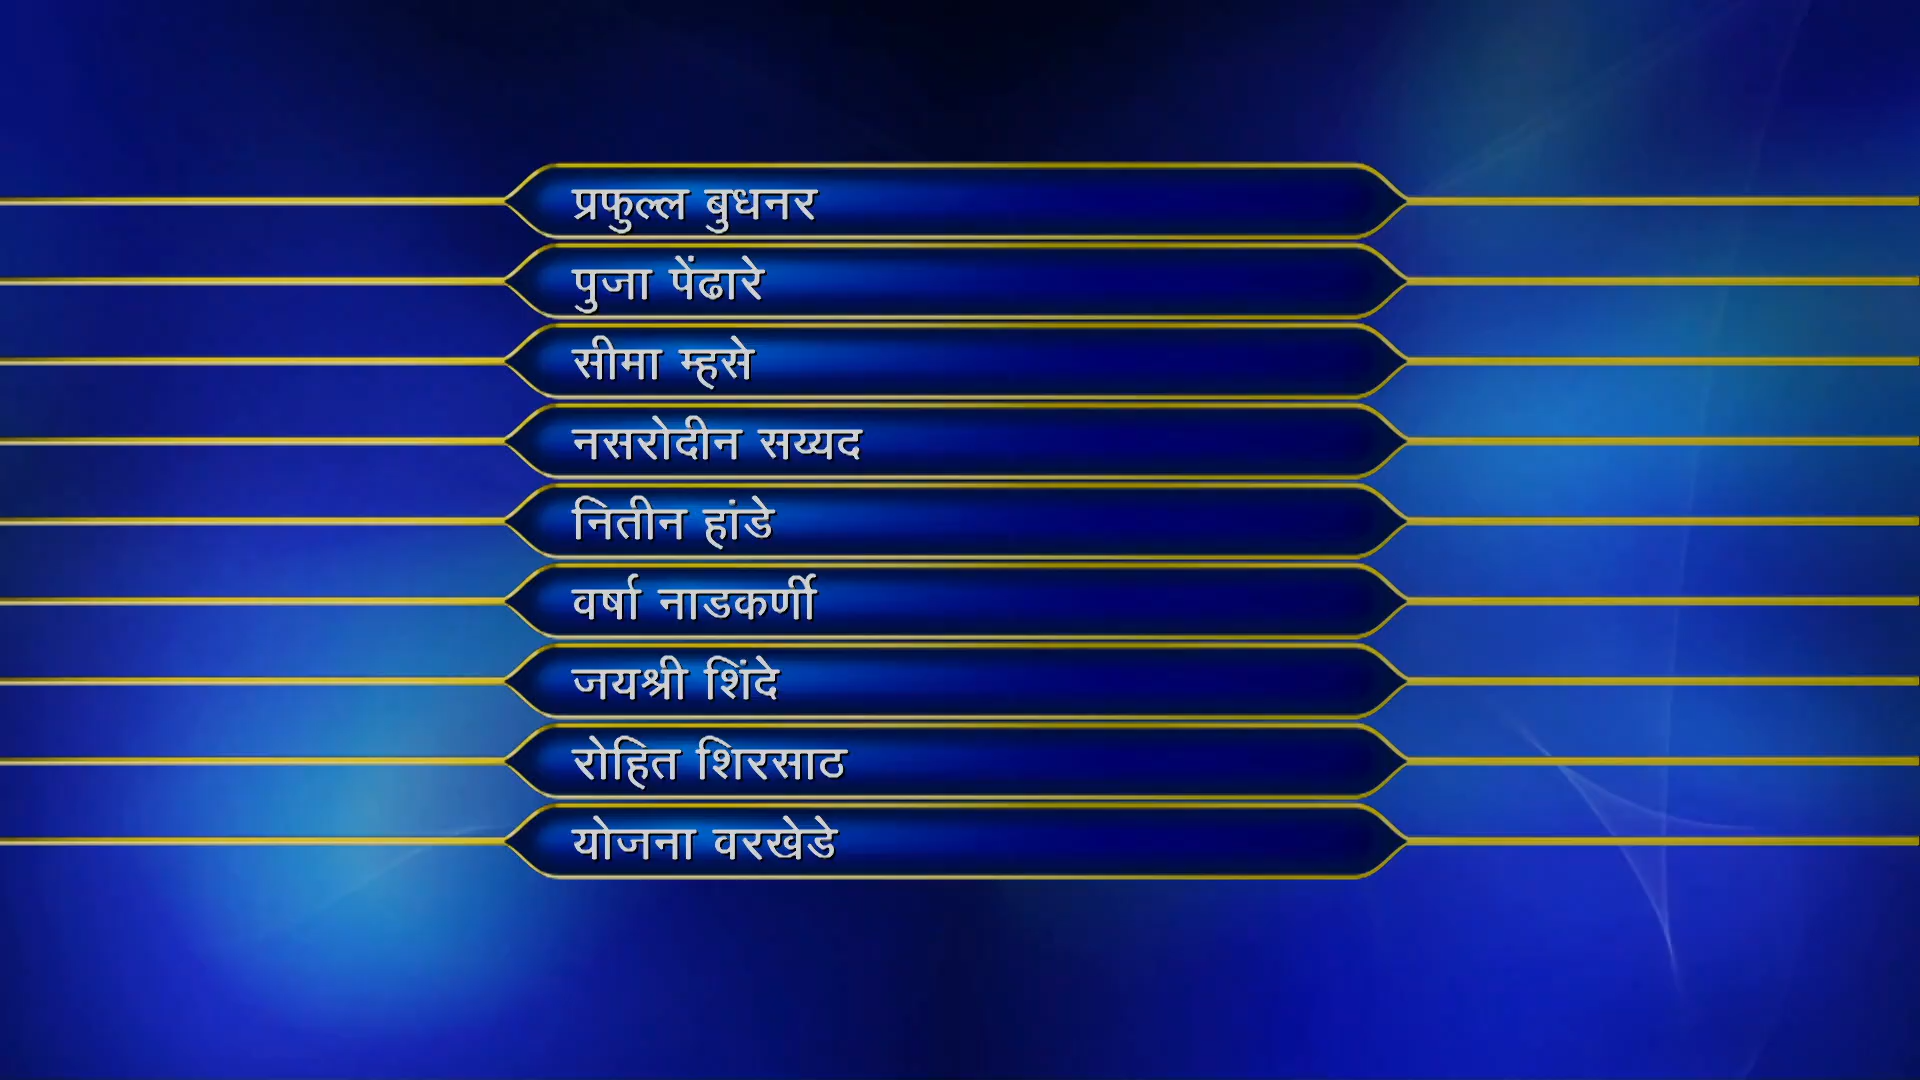 प्रफुल्ल बुधनर
पुजा पेंढारे
सीमा म्हसे
नसरोदीन सय्यद
नितीन हांडे
वर्षा नाडकर्णी
जयश्री शिंदे
रोहित शिरसाठ
योजना वरखेडे